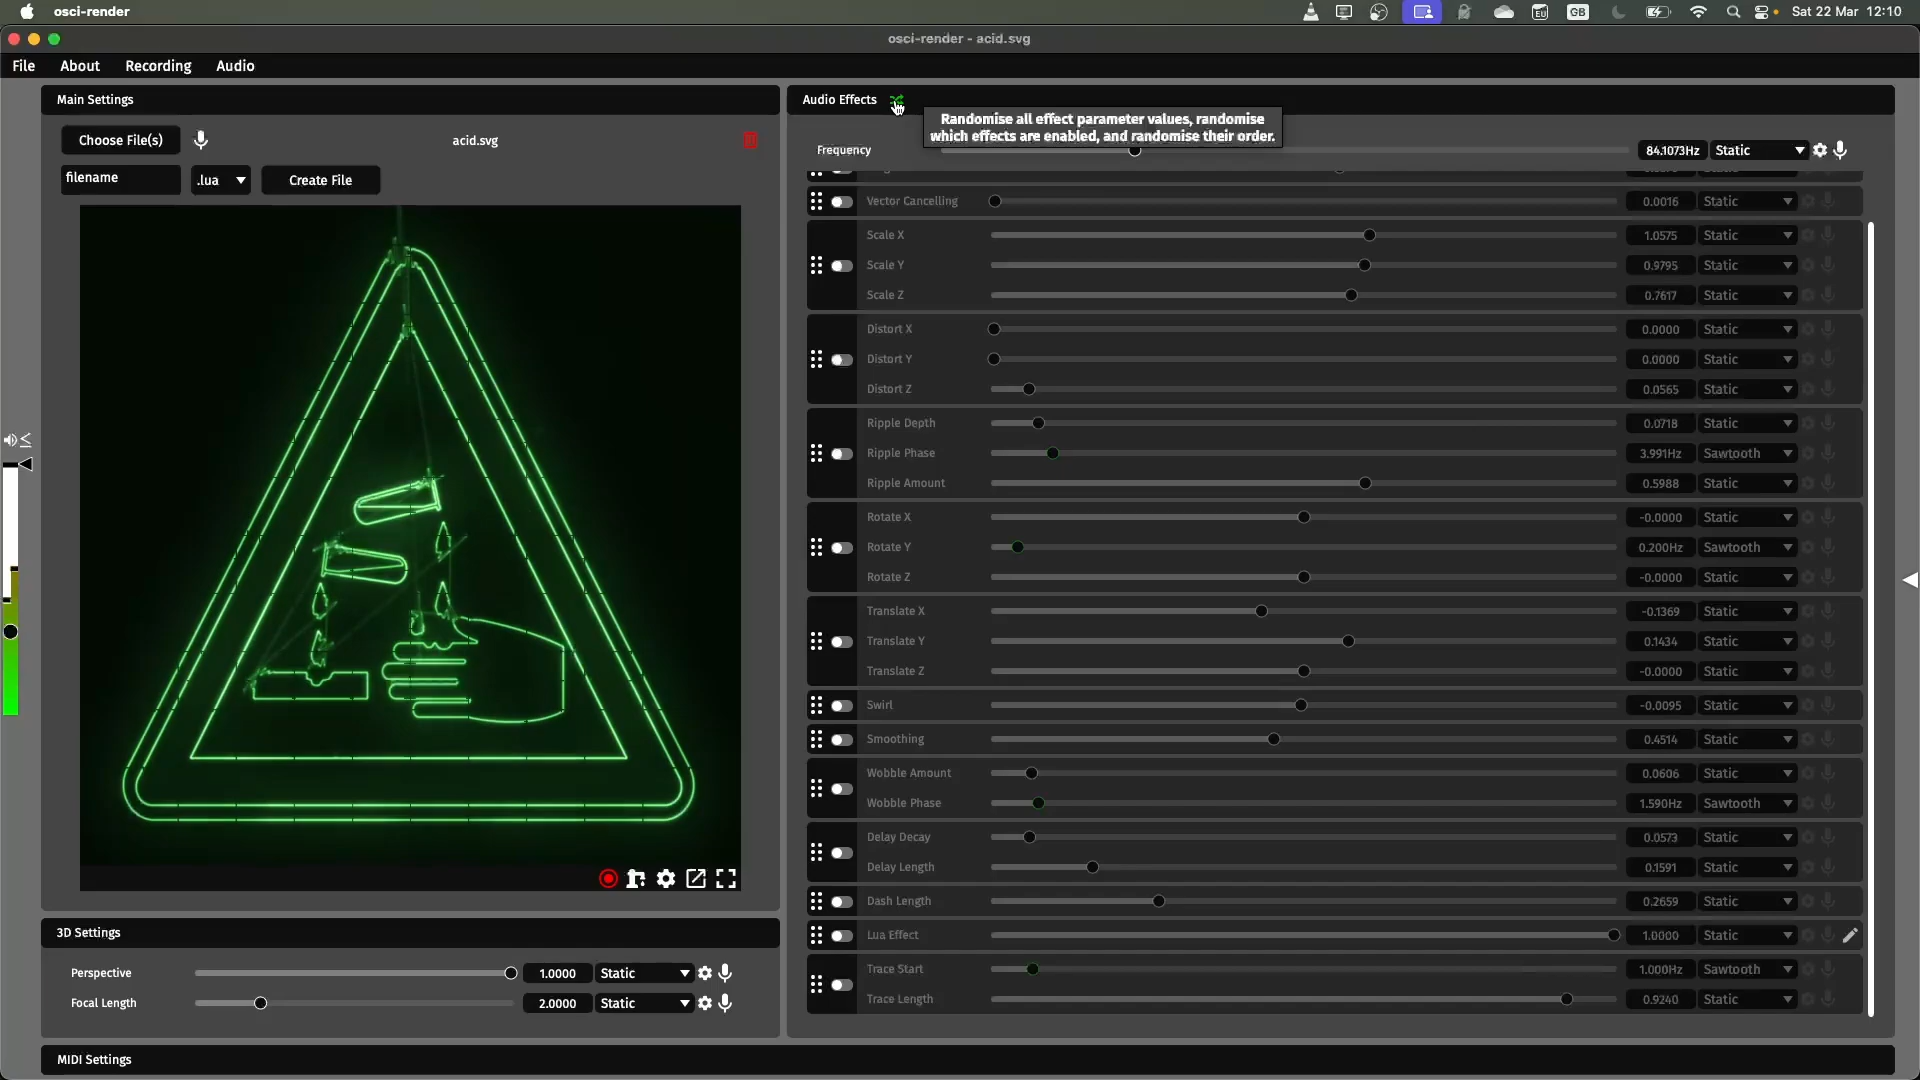 osci-render
EU
GB
Sat 22 Mar 12:10
osci-render - acid.svg
File
About
Recording
Audio
Main Settings
Choose File(s)
acid.svg
filename
.lua
Create File
3D Settings
Perspective
1.0000
Static
Focal Length
2.0000
Static
MIDI Settings
Audio Effects
Randomise all effect parameter values, randomise
which effects are enabled, and randomise their order.
Frequency
84.1073Hz
Static
Vector Cancelling
0.0016
Static
Scale X
1.0575
Static
Scale Y
0.9795
Static
Scale Z
0.7617
Static
Distort X
0.0000
Static
Distort Y
0.0000
Static
Distort Z
0.0565
Static
Ripple Depth
0.0718
Static
Ripple Phase
3.991Hz
Sawtooth
Ripple Amount
0.5988
Static
Rotate X
-0.0000
Static
Rotate Y
0.200Hz
Sawtooth
Rotate Z
-0.0000
Static
Translate X
-0.1369
Static
Translate Y
0.1434
Static
Translate Z
-0.0000
Static
Swirl
-0.0095
Static
Smoothing
0.4514
Static
Wobble Amount
0.0606
Static
Wobble Phase
1.590Hz
Sawtooth
Delay Decay
0.0573
Static
Delay Length
0.1591
Static
Dash Length
0.2659
Static
Lua Effect
1.0000
Static
Trace Start
1.000Hz
Sawtooth
Trace Length
0.9240
Static